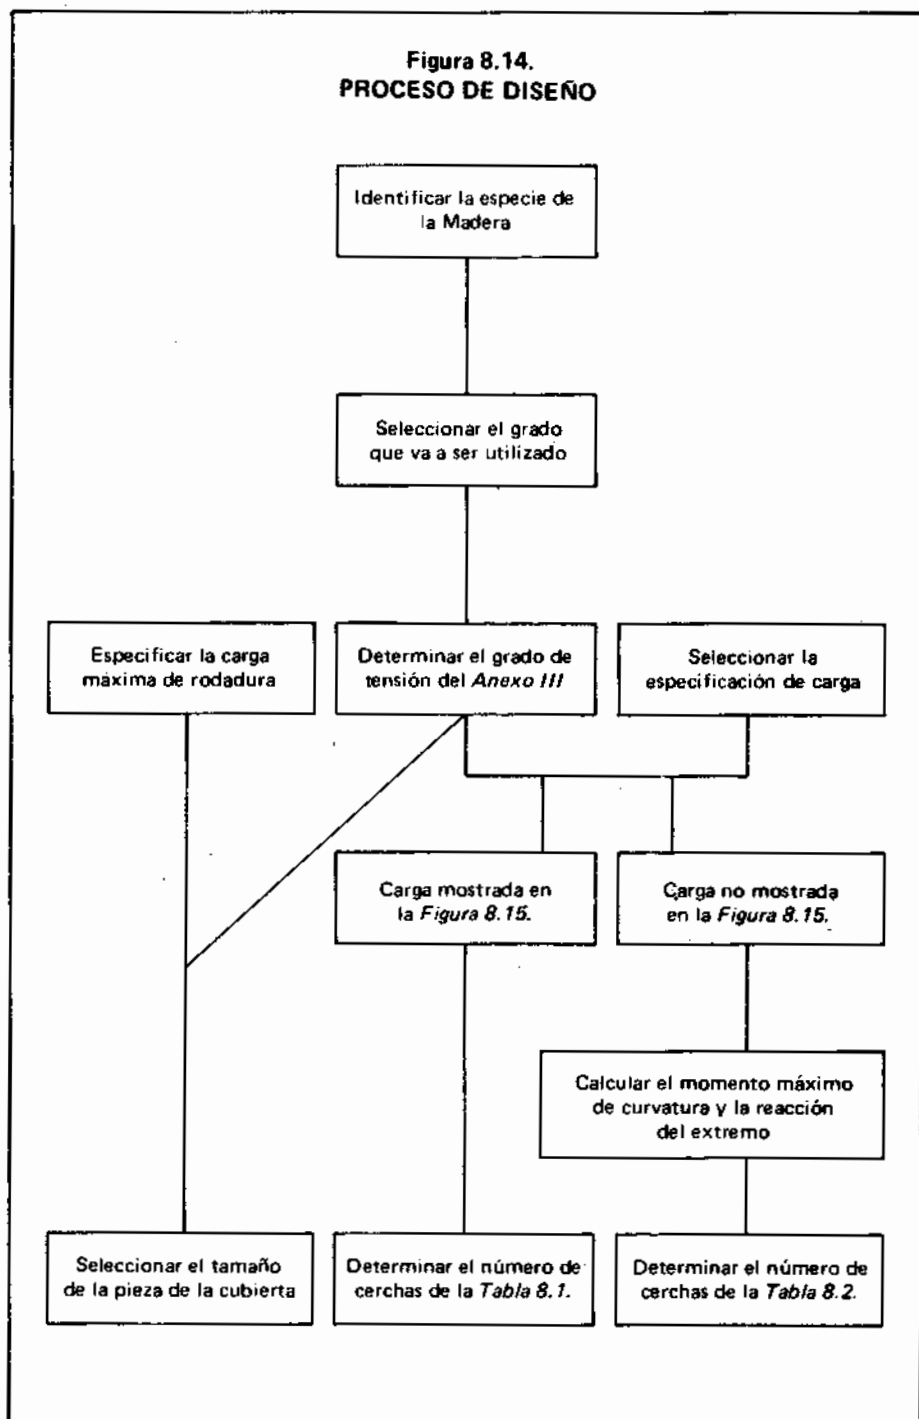 Figura 8.14.
PROCESO DE DISEÑO
Identificar la especie de
la Madera
Seleccionar el grado
que va a ser utilizado
Especificar la carga
máxima de rodadura
Determinar el grado de
tensión del Anexo III
Seleccionar la
especificación de carga
Carga mostrada en
la Figura 8.15.
Carga no mostrada
en la Figura 8.15.
Calcular el momento máximo
de curvatura y la reacción
del extremo
Seleccionar el tamaño
de la pieza de la cubierta
Determinar el número de
cerchas de la Tabla 8.1.
Determinar el número de
cerchas de la Tabla 8.2.